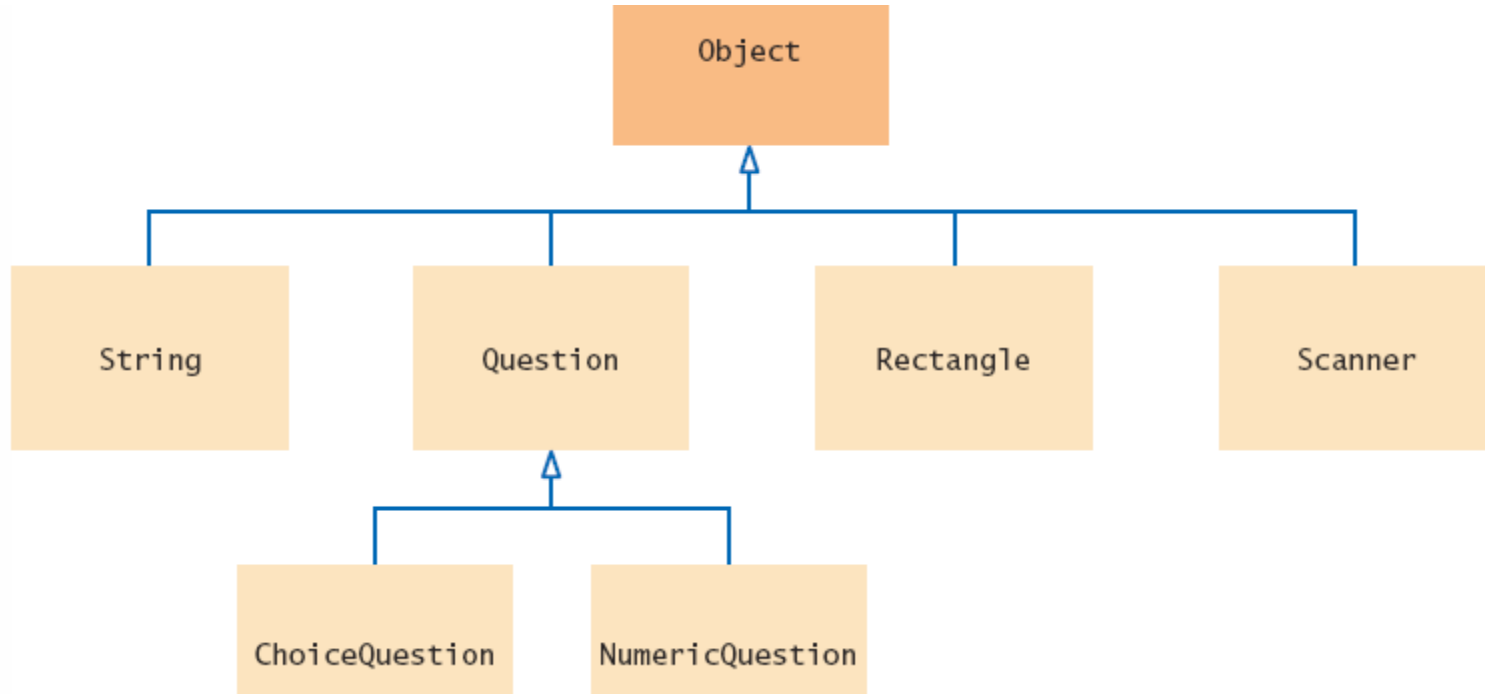 Object
String
Question
Rectangle
Scanner
ChoiceQuestion
NumericQuestion